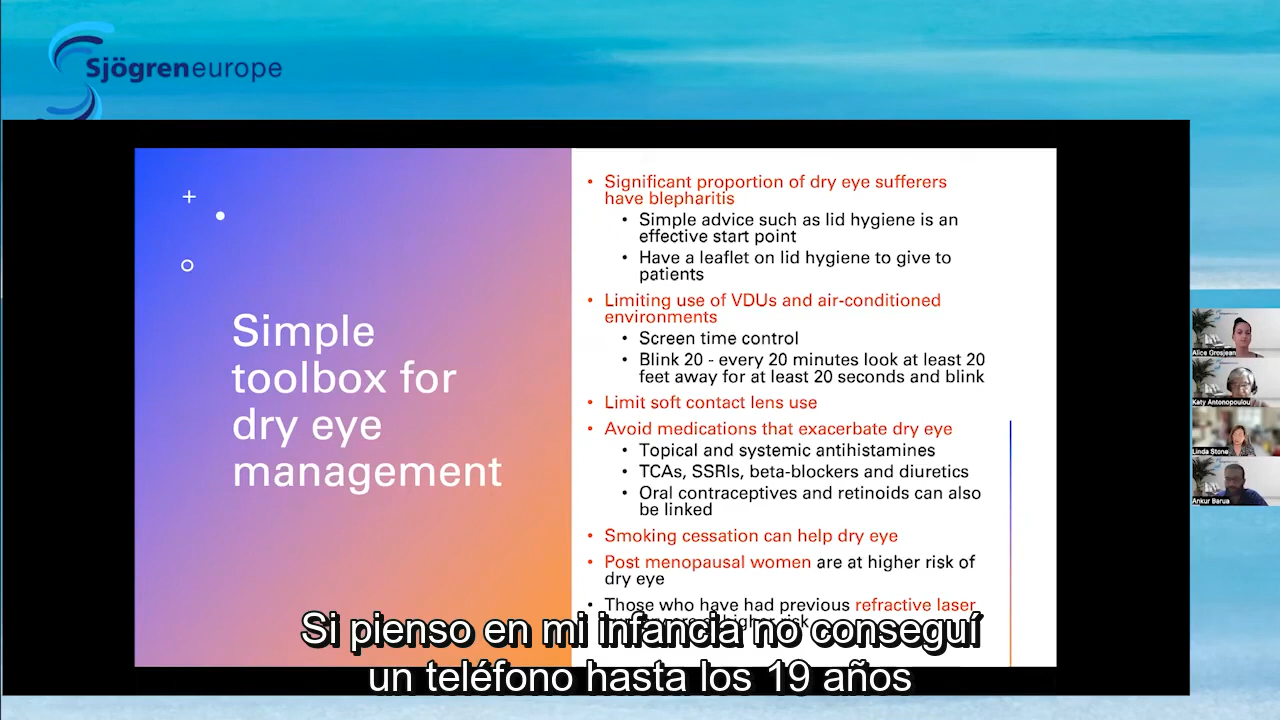 Sjögreneurope
Simple
toolbox for
dry eye
management
• Significant proportion of dry eye sufferers
have blepharitis
• Simple advice such as lid hygiene is an
effective start point
• Have a leaflet on lid hygiene to give to
patients
• Limiting use of VDUs and air-conditioned
environments
• Screen time control
• Blink 20 - every 20 minutes look at least 20
feet away for at least 20 seconds and blink
• Limit soft contact lens use
• Avoid medications that exacerbate dry eye
• Topical and systemic antihistamines
• TCAs, SSRIs, beta-blockers and diuretics
• Oral contraceptives and retinoids can also
be linked
• Smoking cessation can help dry eye
• Post menopausal women are at higher risk of
dry eye
• Those who have had previous refractive laser
risk
Si pienso en mi infancia no conseguí
un teléfono hasta los 19 años
Alice Grosjean
Katy Antonopoulou
Linda Stone
Ankur Barua